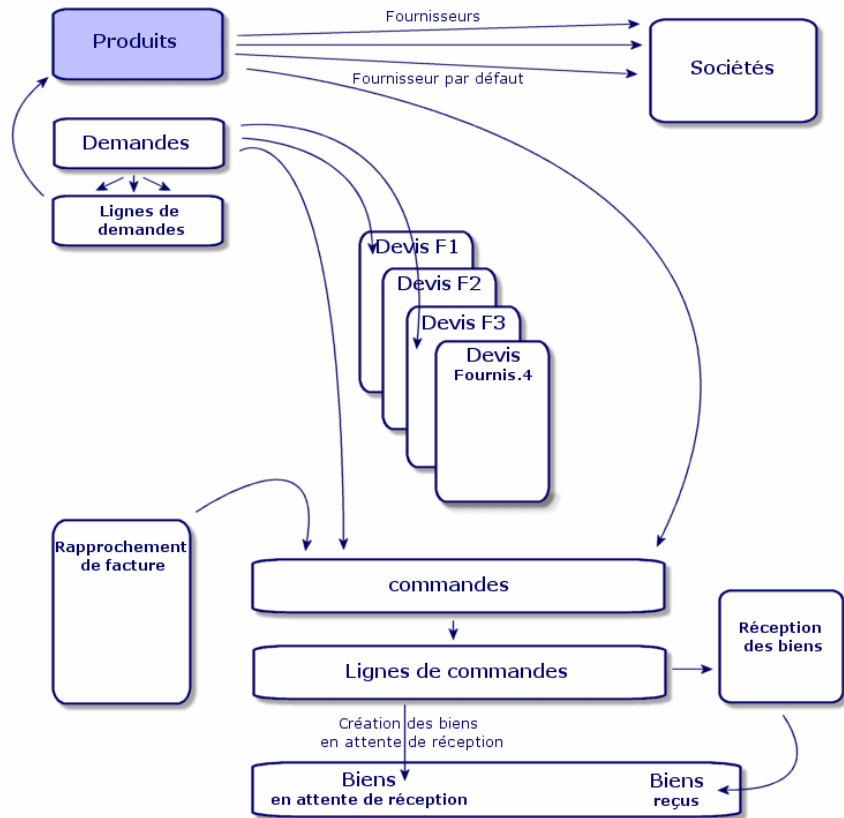 Produits
Fournisseurs
Fournisseur par défaut
Sociétés
Demandes
Lignes de
demandes
Devis F1
Devis F2
Devis F3
Devis
Fournis.4
Rapprochement
de facture
commandes
Lignes de commandes
Réception
des biens
Création des biens
en attente de réception
Biens
en attente de réception
Biens
reçus